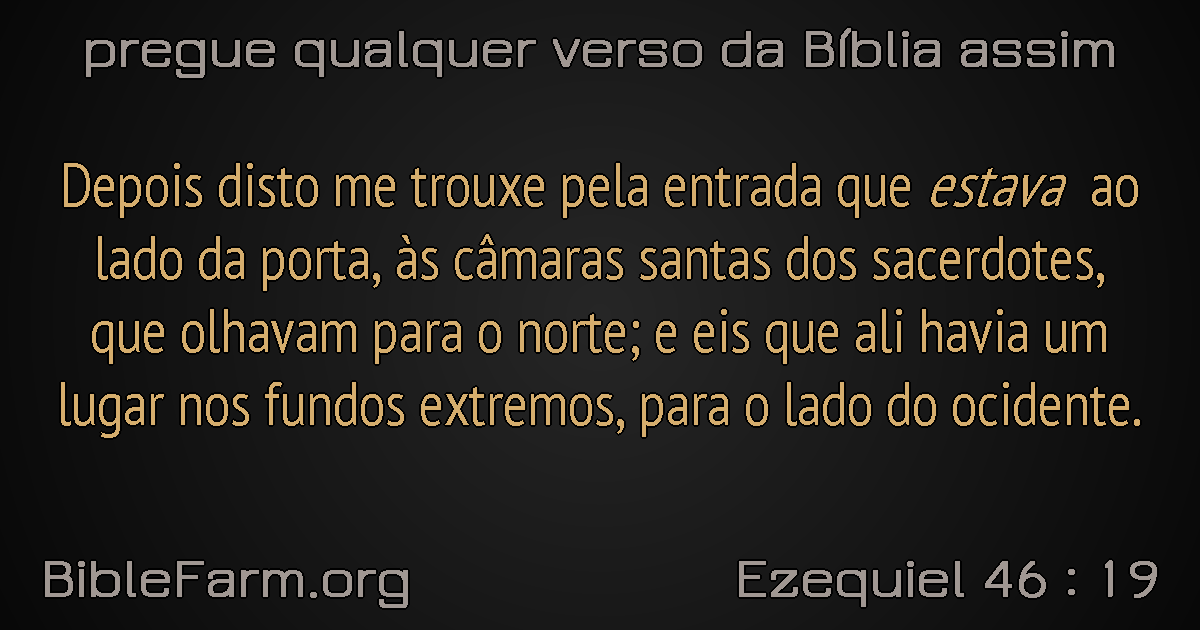 pregue qualquer verso da Bíblia assim
Depois disto me trouxe pela entrada que estava ao
lado da porta, às câmaras santas dos sacerdotes,
que olhavam para o norte; e eis que ali havia um
lugar nos fundos extremos, para o lado do ocidente.
BibleFarm.org
Ezequiel 46 : 19